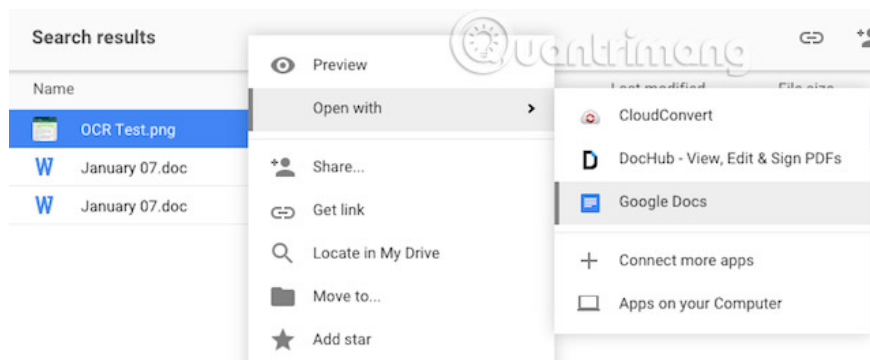 Search results
Quantrimang
Name
Last modified
File size
OCR Test.png
January 07.doc
January 07.doc
Preview
Open with
Share...
Get link
Locate in My Drive
Move to...
Add star
CloudConvert
DocHub - View, Edit & Sign PDFs
Google Docs
Connect more apps
Apps on your Computer